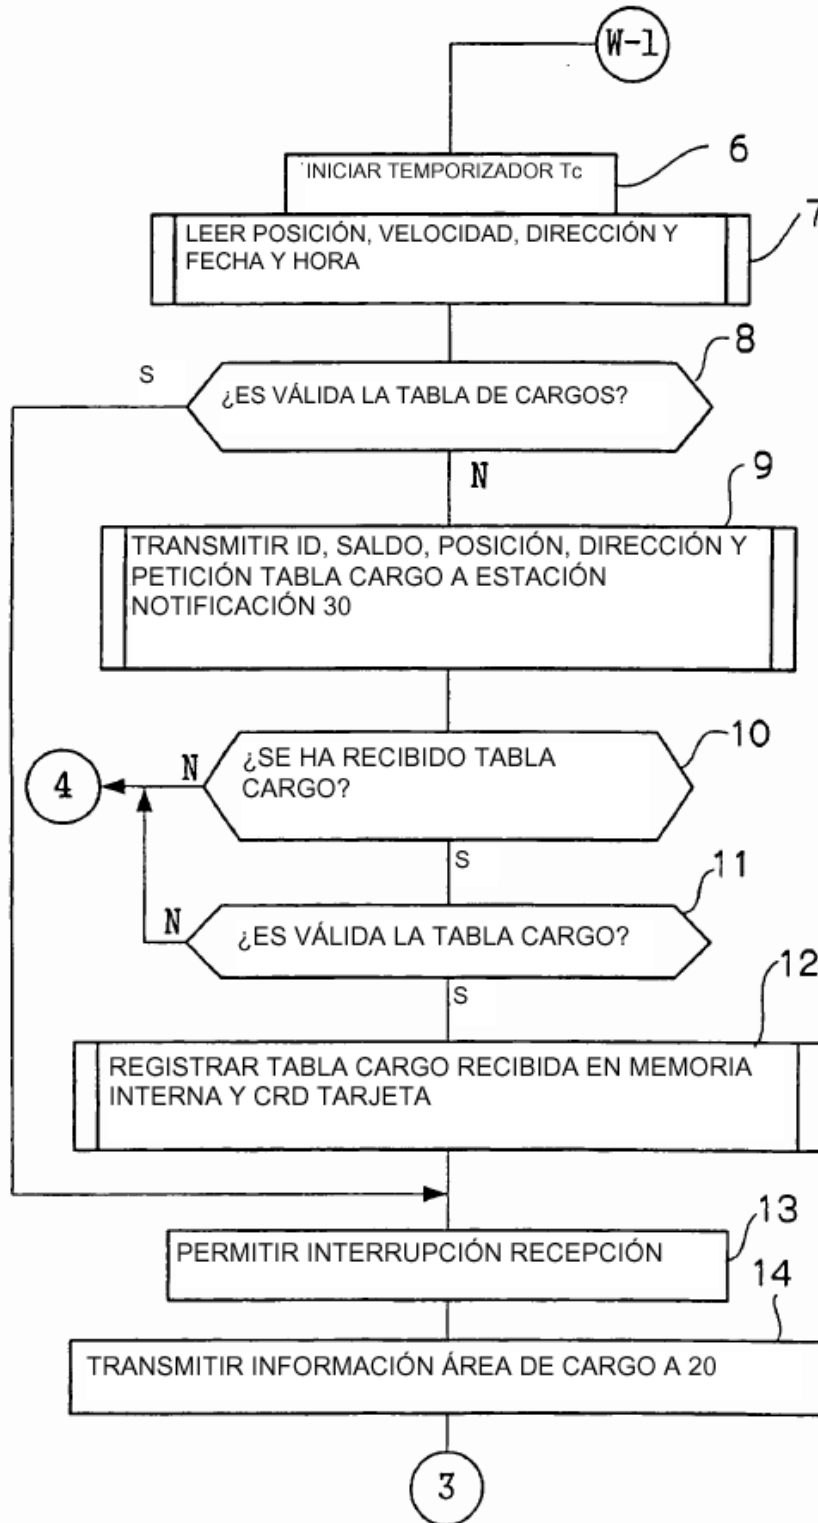 W-1
6
INICIAR TEMPORIZADOR Tc
7
LEER POSICIÓN, VELOCIDAD, DIRECCIÓN Y
FECHA Y HORA
8
S
¿ES VÁLIDA LA TABLA DE CARGOS?
N
9
TRANSMITIR ID, SALDO, POSICIÓN, DIRECCIÓN Y
PETICIÓN TABLA CARGO A ESTACIÓN
NOTIFICACIÓN 30
10
¿SE HA RECIBIDO TABLA
CARGO?
N
4
S
11
¿ES VÁLIDA LA TABLA CARGO?
N
S
12
REGISTRAR TABLA CARGO RECIBIDA EN MEMORIA
INTERNA Y CRD TARJETA
13
PERMITIR INTERRUPCIÓN RECEPCIÓN
14
TRANSMITIR INFORMACIÓN ÁREA DE CARGO A 20
3